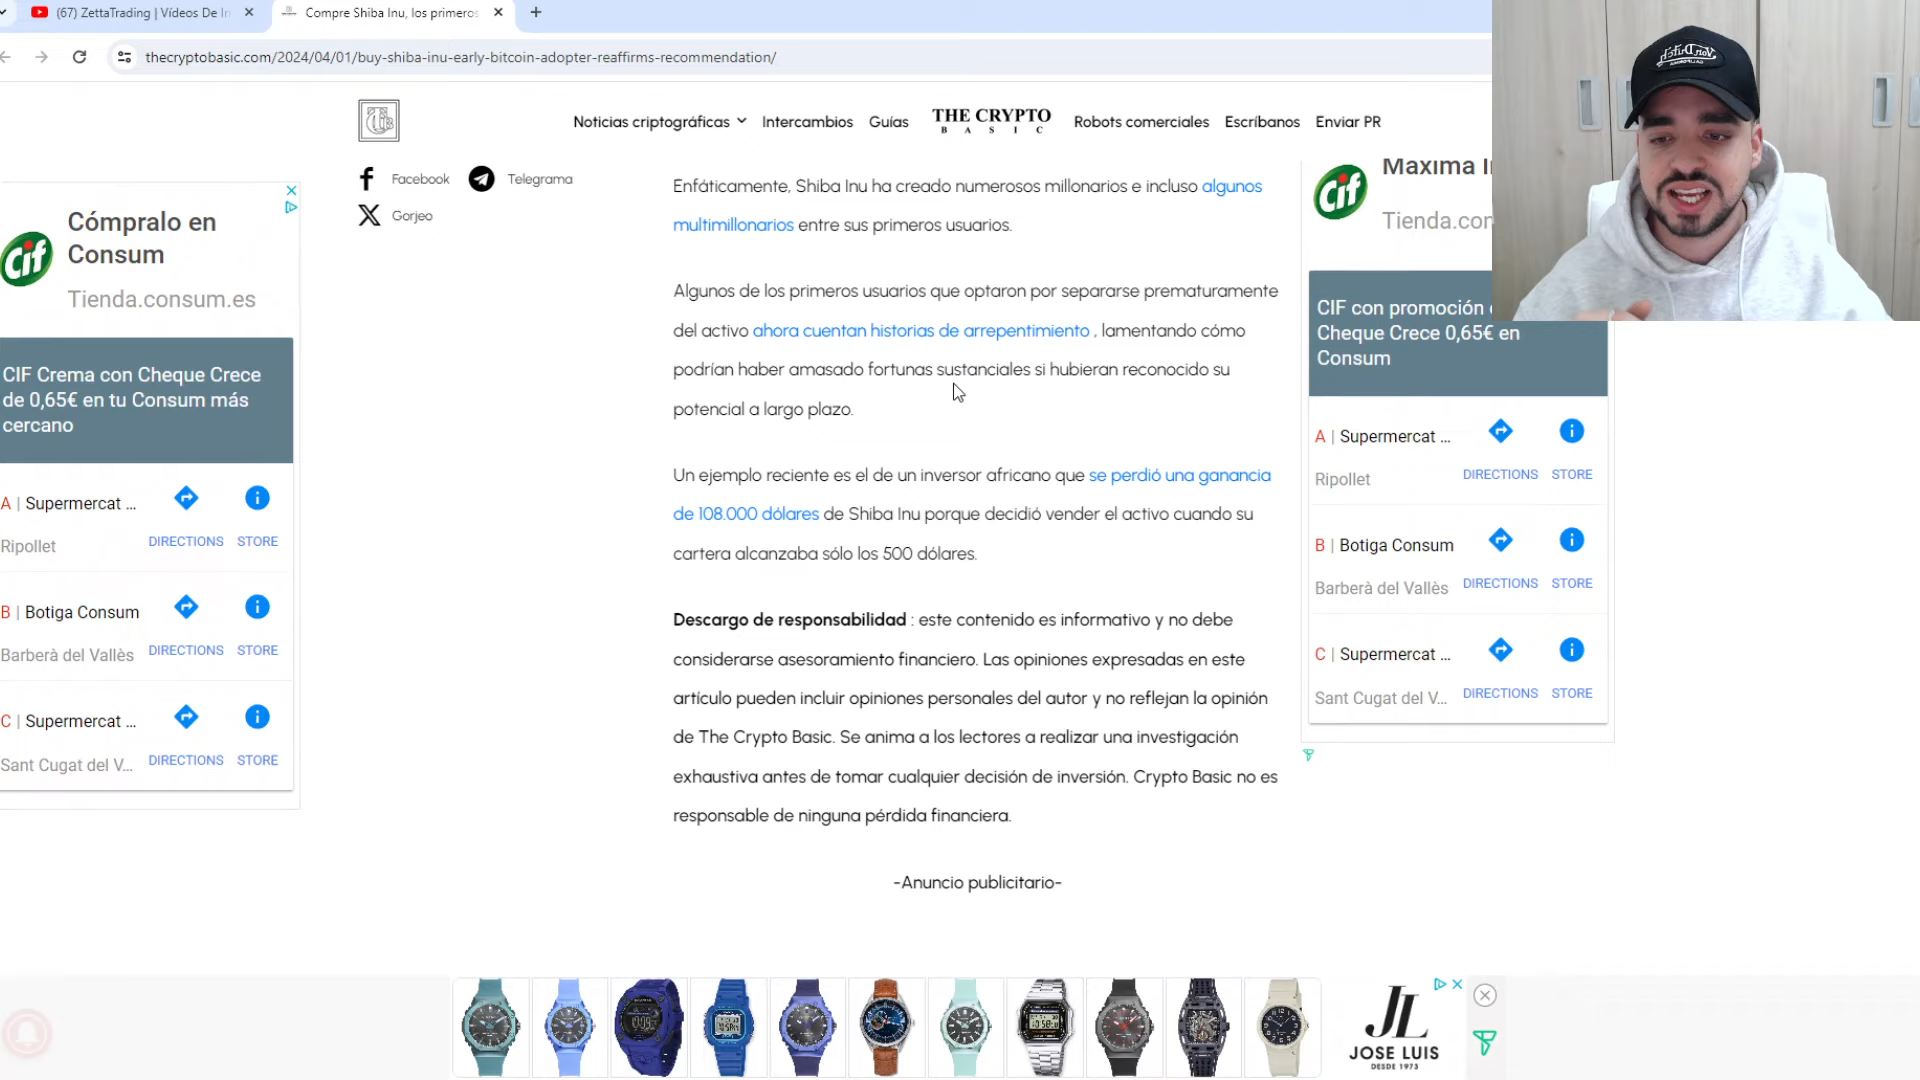 (67) ZettaTrading | Vídeos De In
Compre Shiba Inu, los primeros
thecryptobasic.com/2024/04/01/buy-shiba-inu-early-bitcoin-adopter-reaffirms-recommendation/
Noticias criptográficas
Intercambios
Guías
THE CRYPTO
BASIC
Robots comerciales
Escríbanos
Enviar PR
Facebook
Telegrama
Gorjeo
Cif
Cómpralo en
Consum
Tienda.consum.es
CIF Crema con Cheque Crece
de 0,65€ en tu Consum más
cercano
A | Supermercat ...
Ripollet
DIRECTIONS
STORE
B | Botiga Consum
Barberà del Vallès
DIRECTIONS
STORE
C | Supermercat ...
Sant Cugat del V...
DIRECTIONS
STORE
Enfáticamente, Shiba Inu ha creado numerosos millonarios e incluso algunos
multimillonarios entre sus primeros usuarios.
Algunos de los primeros usuarios que optaron por separarse prematuramente
del activo ahora cuentan historias de arrepentimiento , lamentando cómo
podrían haber amasado fortunas sustanciales si hubieran reconocido su
potencial a largo plazo.
Un ejemplo reciente es el de un inversor africano que se perdió una ganancia
de 108.000 dólares de Shiba Inu porque decidió vender el activo cuando su
cartera alcanzaba sólo los 500 dólares.
Descargo de responsabilidad : este contenido es informativo y no debe
considerarse asesoramiento financiero. Las opiniones expresadas en este
artículo pueden incluir opiniones personales del autor y no reflejan la opinión
de The Crypto Basic. Se anima a los lectores a realizar una investigación
exhaustiva antes de tomar cualquier decisión de inversión. Crypto Basic no es
responsable de ninguna pérdida financiera.
-Anuncio publicitario-
Cif
Maxima
Tienda.con
CIF con promoción
Cheque Crece 0,65€ en
Consum
A | Supermercat ...
Ripollet
DIRECTIONS
STORE
B | Botiga Consum
Barberà del Vallès
DIRECTIONS
STORE
C | Supermercat ...
Sant Cugat del V...
DIRECTIONS
STORE
Von Dutch
JL
JOSE LUIS
DESDE 1973